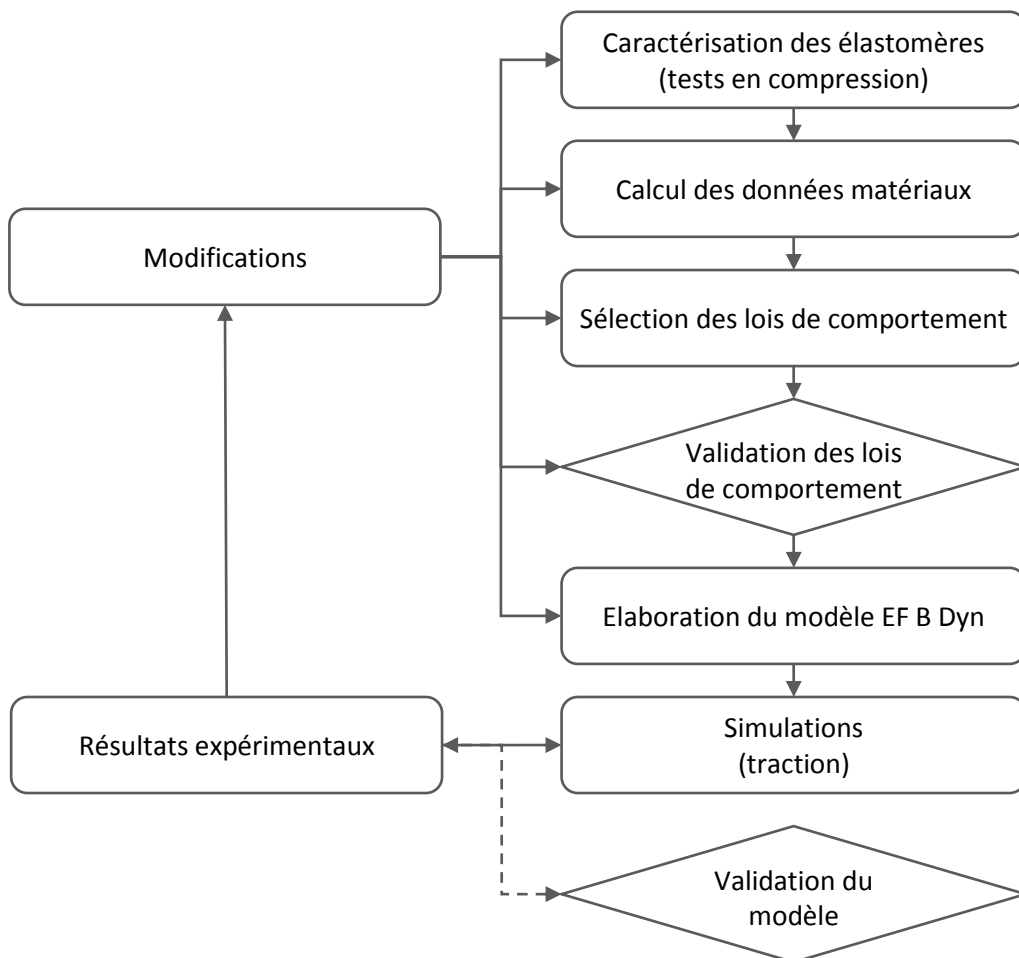 Caractérisation des élastomères
(tests en compression)
Calcul des données matériaux
Modifications
Sélection des lois de comportement
Validation des lois
de comportement
Elaboration du modèle EF B Dyn
Résultats expérimentaux
Simulations
(traction)
Validation du
modèle